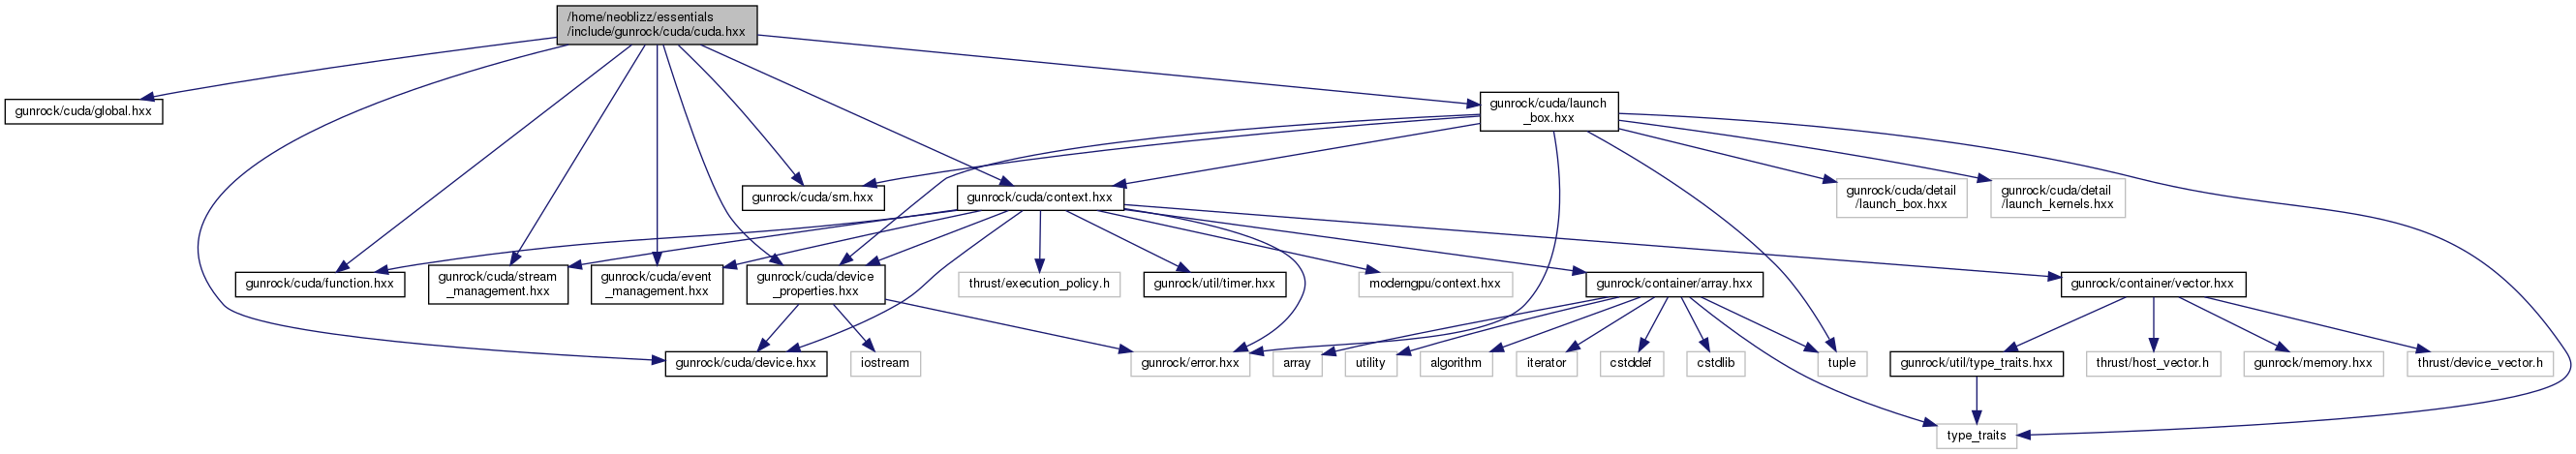 /home/neoblizz/essentials
/include/gunrock/cuda/cuda.hxx
gunrock/cuda/global.hxx
gunrock/cuda/launch
_box.hxx
gunrock/cuda/sm.hxx
gunrock/cuda/context.hxx
gunrock/cuda/detail
/launch_box.hxx
gunrock/cuda/detail
/launch_kernels.hxx
gunrock/cuda/function.hxx
gunrock/cuda/stream
_management.hxx
gunrock/cuda/event
_management.hxx
gunrock/cuda/device
_properties.hxx
thrust/execution_policy.h
gunrock/util/timer.hxx
moderngpu/context.hxx
gunrock/container/array.hxx
gunrock/container/vector.hxx
gunrock/cuda/device.hxx
iostream
gunrock/error.hxx
array
utility
algorithm
iterator
cstddef
cstdlib
tuple
gunrock/util/type_traits.hxx
thrust/host_vector.h
gunrock/memory.hxx
thrust/device_vector.h
type_traits